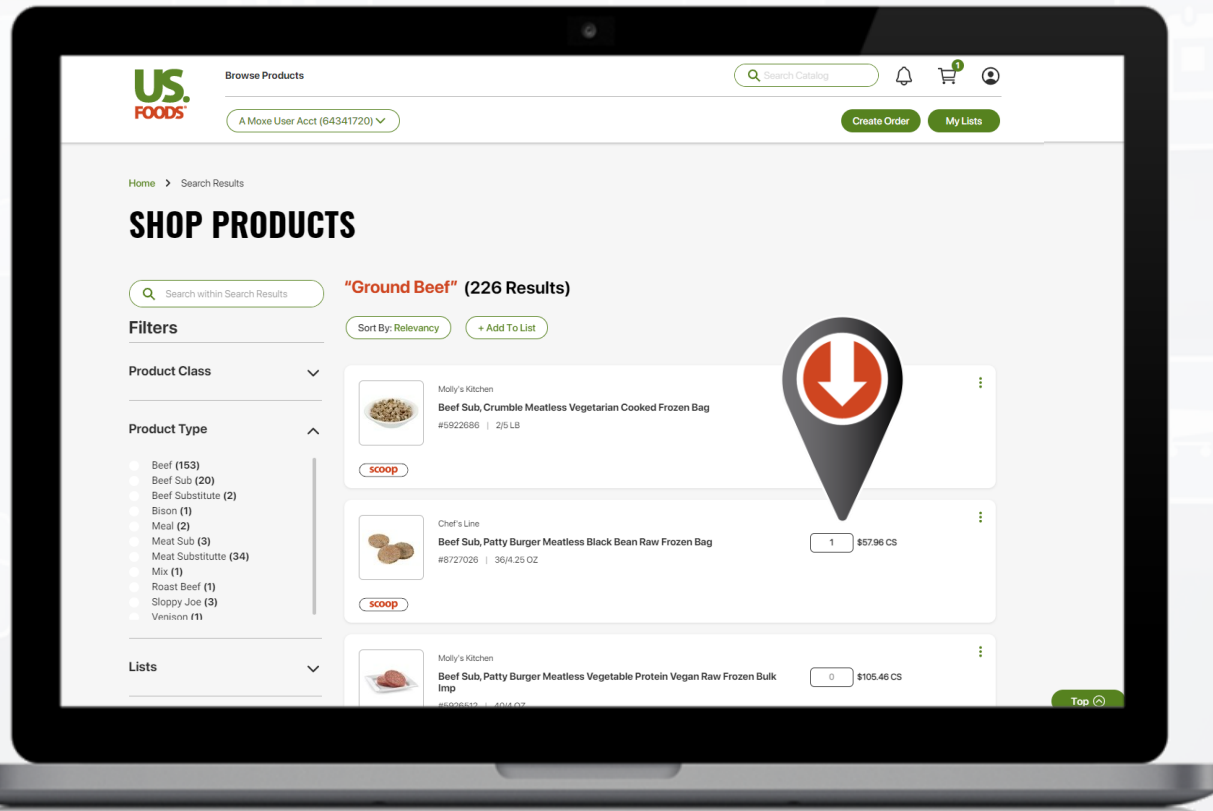 US.
FOODS®
Browse Products
Search Catalog
1
A Moxe User Acct (64341720)
Create Order
My Lists
Home > Search Results
SHOP PRODUCTS
Search within Search Results
Filters
Product Class
Product Type
Beef (153)
Beef Sub (20)
Beef Substitute (2)
Bison (1)
Meal (2)
Meat Sub (3)
Meat Substitutte (34)
Mix (1)
Roast Beef (1)
Sloppy Joe (3)
Venison (1)
Lists
"Ground Beef" (226 Results)
Sort By: Relevancy
+ Add To List
Molly's Kitchen
Beef Sub, Crumble Meatless Vegetarian Cooked Frozen Bag
#5922686 | 2/5 LB
scoop
Chef's Line
Beef Sub, Patty Burger Meatless Black Bean Raw Frozen Bag
1 $57.96 CS
#8727026 | 36/4.25 OZ
scoop
Molly's Kitchen
Beef Sub, Patty Burger Meatless Vegetable Protein Vegan Raw Frozen Bulk
Imp
0 $105.46 CS
#5926512 | 40/4 OZ
Top